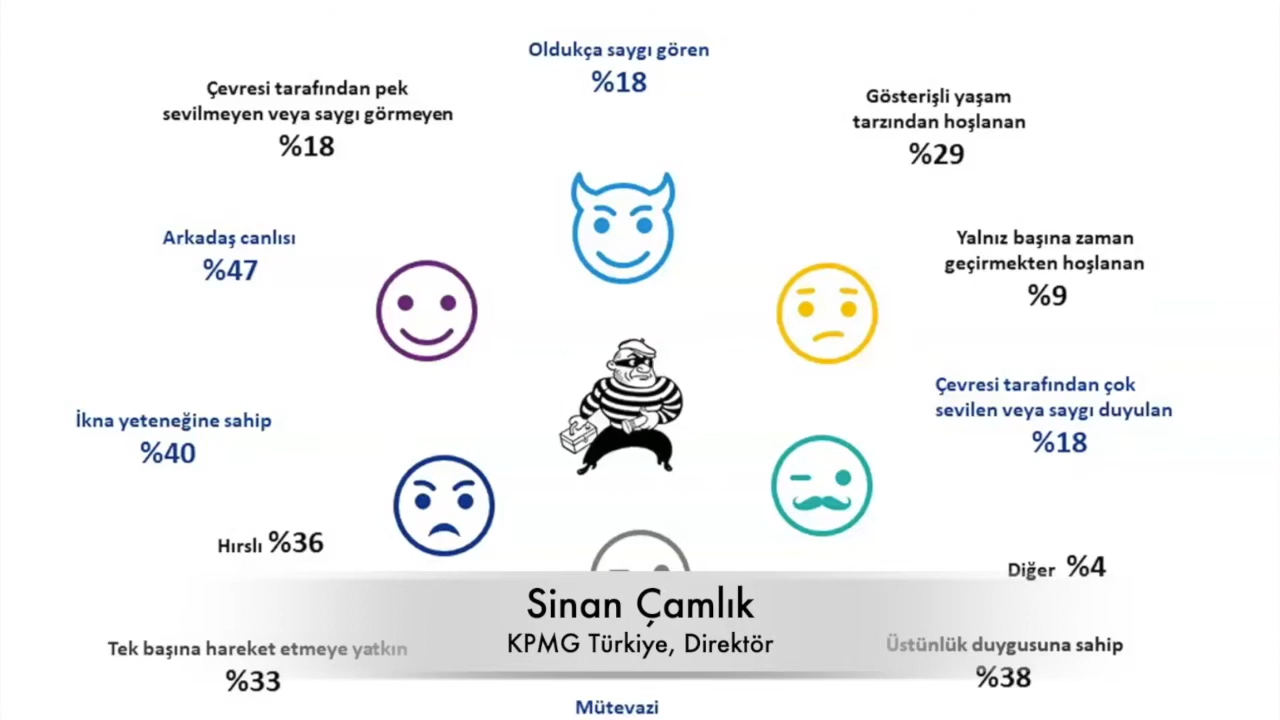 Oldukça saygı gören
%18
Çevresi tarafından pek
sevilmeyen veya saygı görmeyen
%18
Gösterişli yaşam
tarzından hoşlanan
%29
Arkadaş canlısı
%47
Yalnız başına zaman
geçirmekten hoşlanan
%9
Çevresi tarafından çok
sevilen veya saygı duyulan
%18
İkna yeteneğine sahip
%40
Hırslı %36
Diğer %4
Sinan Çamlık
KPMG Türkiye, Direktör
Tek başına hareket etmeye yatkın
%33
Üstünlük duygusuna sahip
%38
Mütevazi